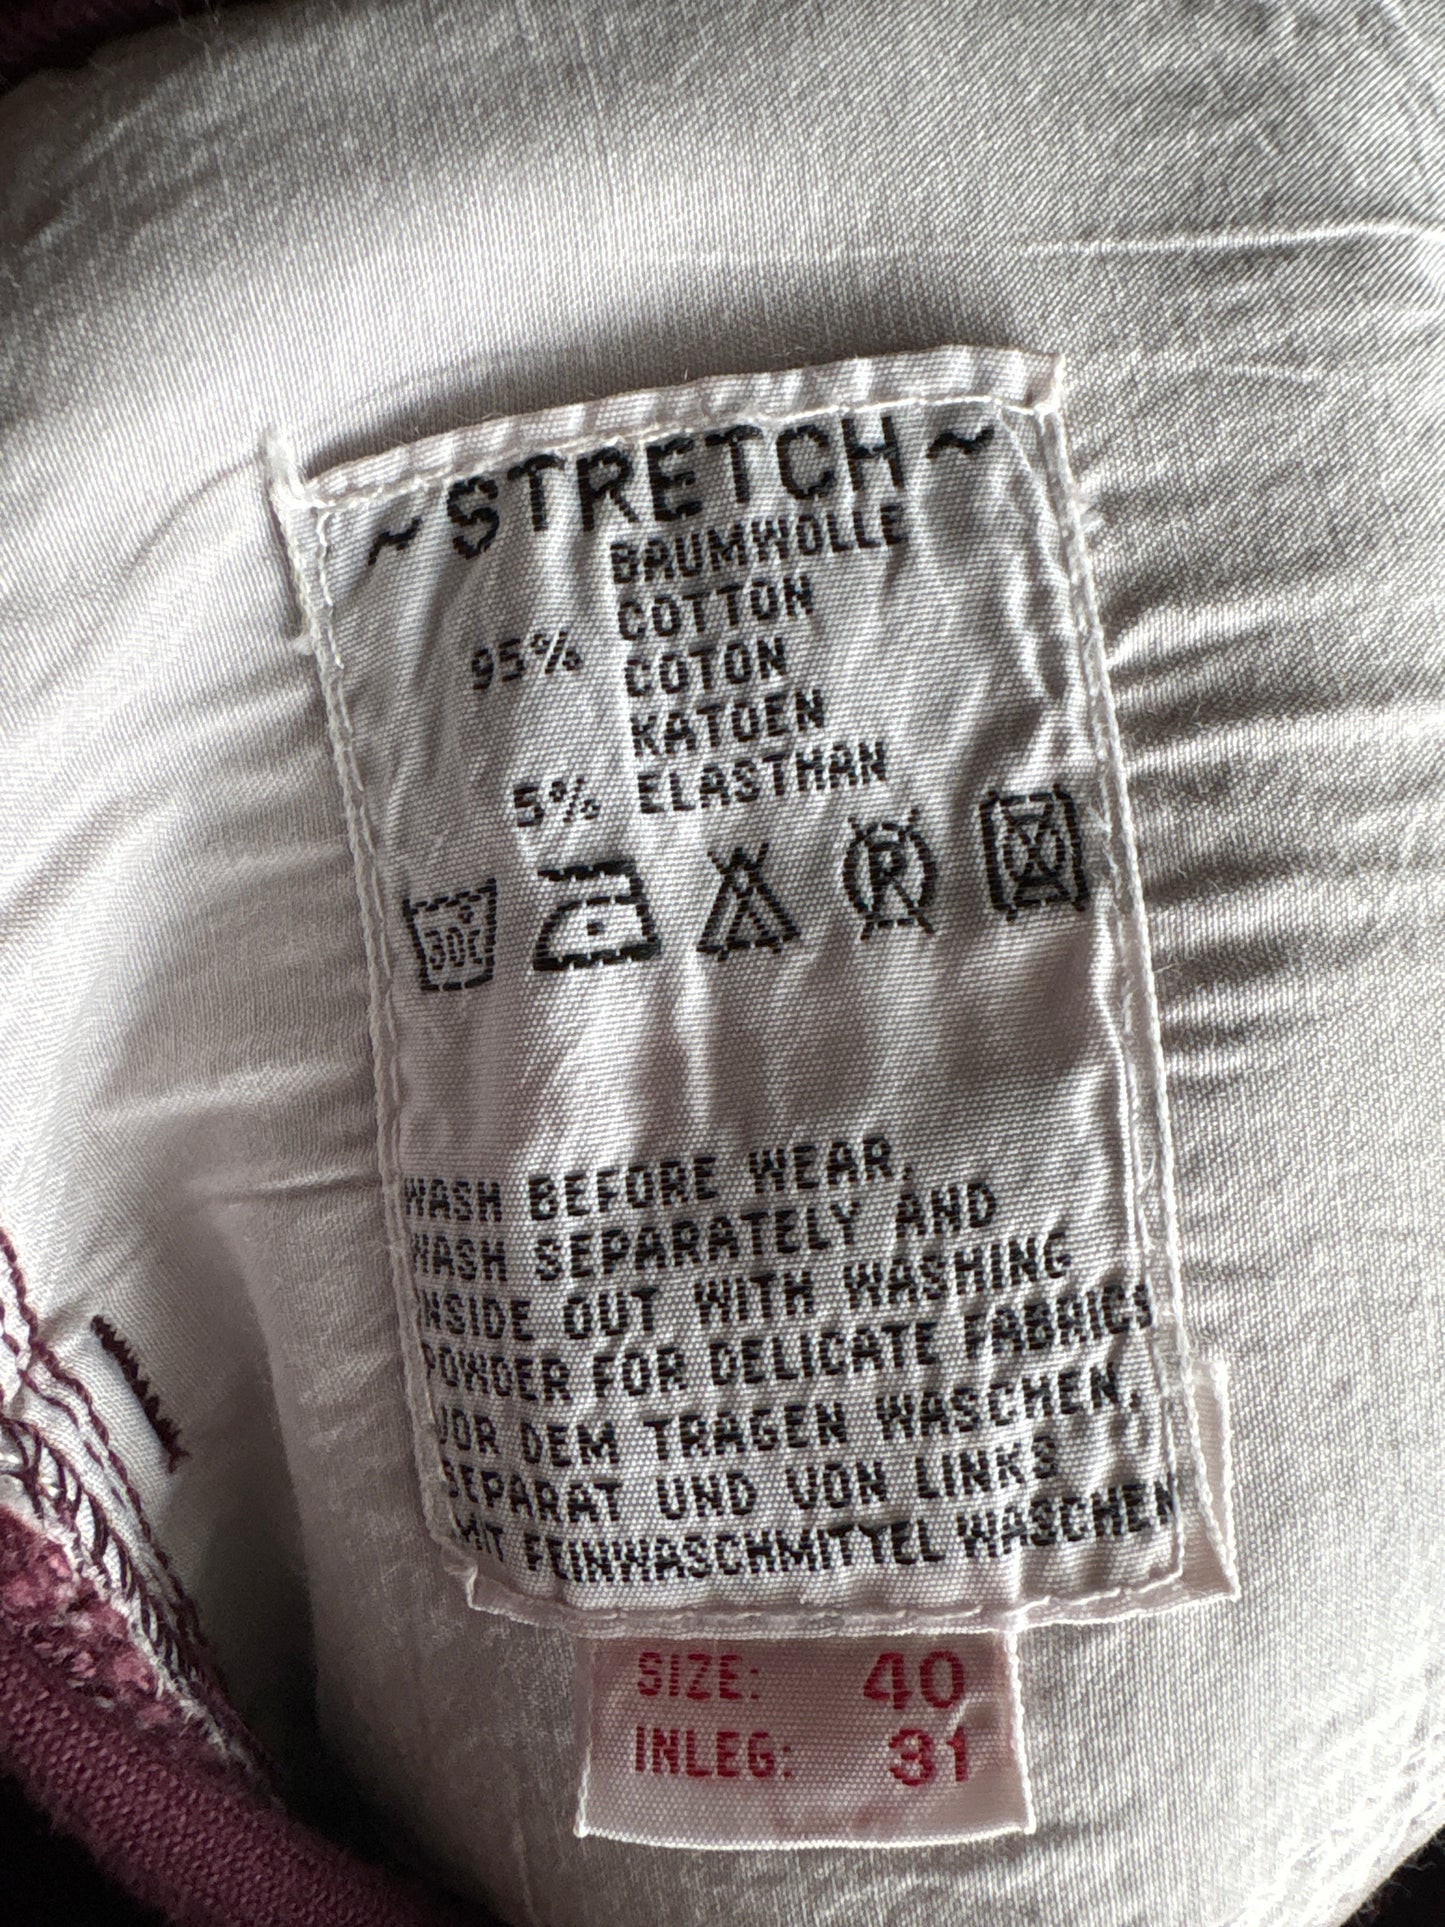 ~STRETCH~
BAUMWOLLE
COTTON
95% COTON
KATOEN
5% ELASTHAN
30C R
WASH BEFORE WEAR,
WASH SEPARATELY AND
INSIDE OUT WITH WASHING
POWDER FOR DELICATE FABRICS
VOR DEM TRAGEN WASCHEN,
SEPARAT UND VON LINKS
MIT FEINWASCHMITTEL WASCHEN
SIZE: 40
INLEG: 31